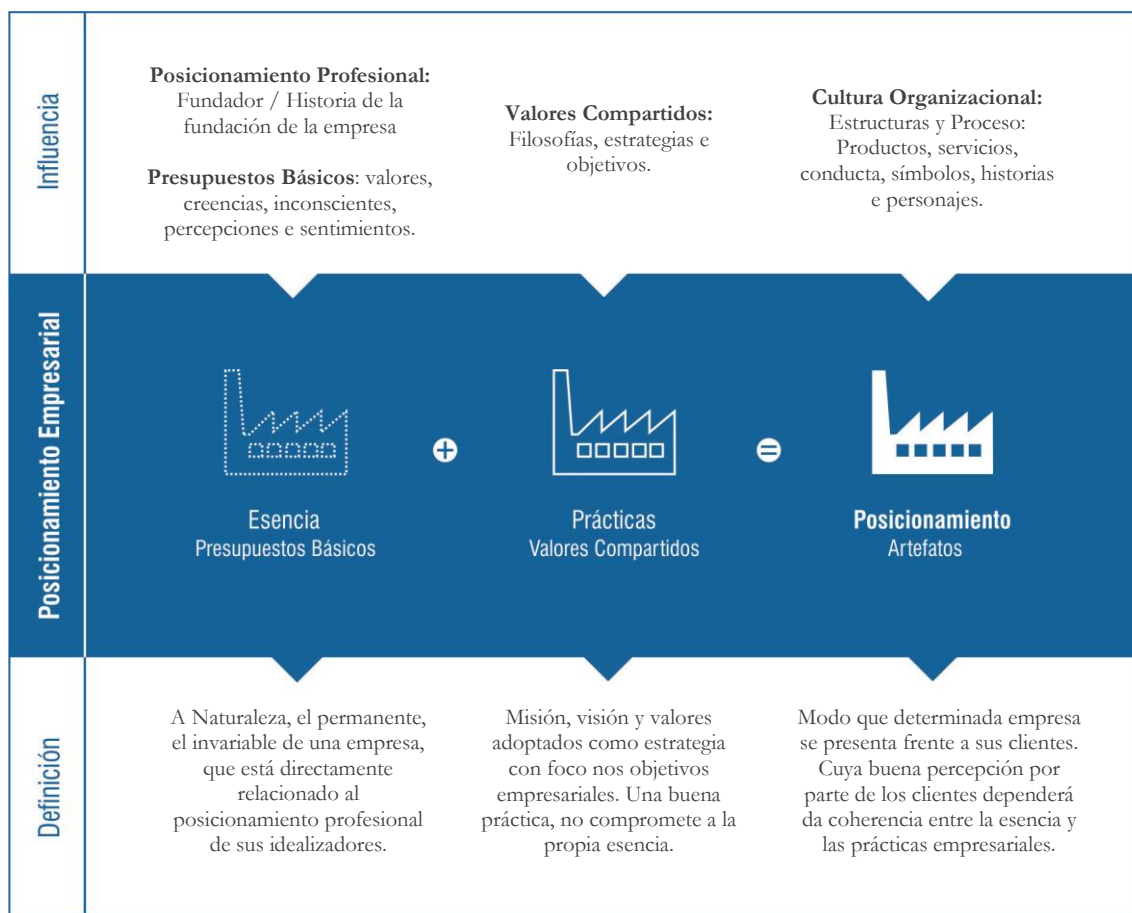 Influencia
Posicionamiento Profesional:
Fundador / Historia de la
fundación de la empresa
Presupuestos Básicos: valores,
creencias, inconscientes,
percepciones e sentimientos.
Valores Compartidos:
Filosofías, estrategias e
objetivos.
Cultura Organizacional:
Estructuras y Proceso:
Productos, servicios,
conducta, símbolos, historias
e personajes.
Posicionamiento Empresarial
Esencia
Presupuestos Básicos
+
Prácticas
Valores Compartidos
=
Posicionamiento
Artefatos
Definición
A Naturaleza, el permanente,
el invariable de una empresa,
que está directamente
relacionado al
posicionamiento profesional
de sus idealizadores.
Misión, visión y valores
adoptados como estrategia
con foco nos objetivos
empresariales. Una buena
práctica, no compromete a la
propia esencia.
Modo que determinada empresa
se presenta frente a sus clientes.
Cuya buena percepción por
parte de los clientes dependerá
da coherencia entre la esencia y
las prácticas empresariales.